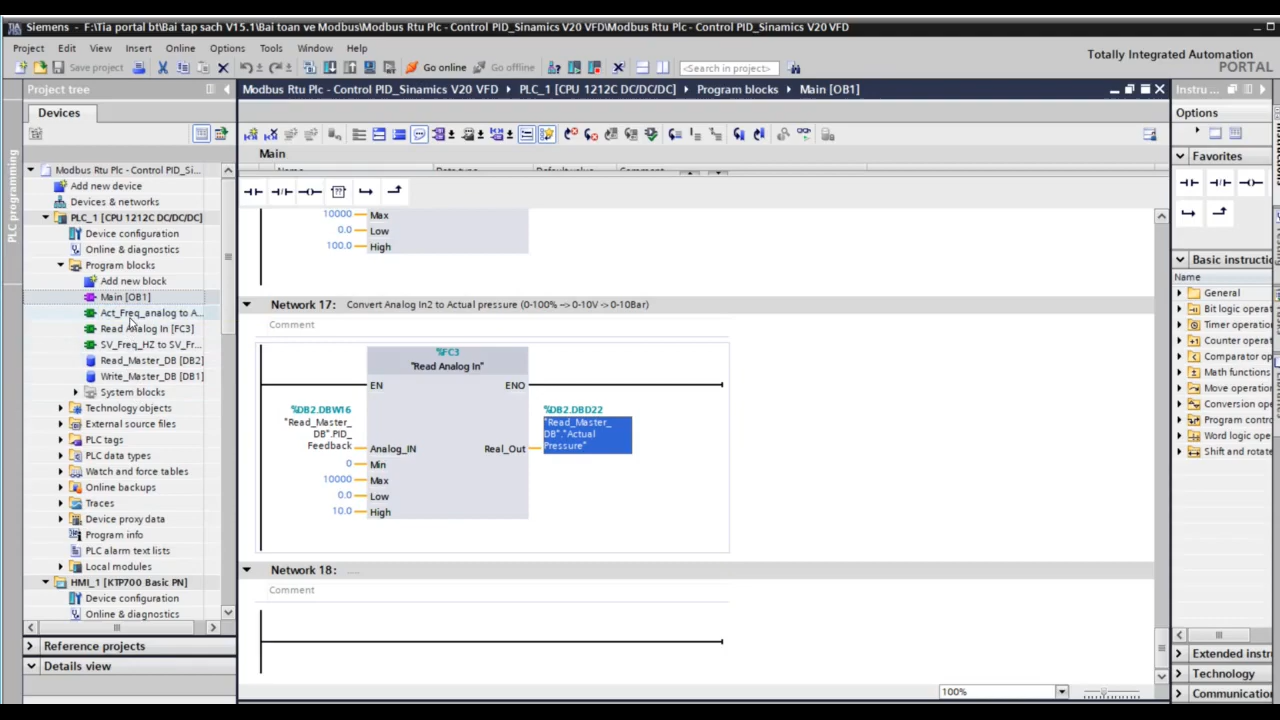 Siemens - F:\Tia portal bt\Bai tap sach V15.1\Bai toan ve Modbus\Modbus Rtu Plc - Control PID_Sinamics V20 VFD\Modbus Rtu Plc - Control PID_Sinamics V20 VFD
Project Edit View Insert Online Options Tools Window Help
Totally Integrated Automation
PORTAL
Save project Go online Go offline <Search in project>
Project tree
Modbus Rtu Plc - Control PID_Sinamics V20 VFD PLC_1 [CPU 1212C DC/DC/DC] Program blocks Main [OB1]
Instru...
Devices
Options
PLC programming
Main
Favorites
Modbus Rtu Plc - Control PID_Si...
Add new device
Devices & networks
PLC_1 [CPU 1212C DC/DC/DC]
Device configuration
Online & diagnostics
Program blocks
Add new block
Main [OB1]
Act_Freq_analog to A...
Read Analog In [FC3]
SV_Freq_HZ to SV_Fr...
Read_Master_DB [DB2]
Write_Master_DB [DB1]
System blocks
Technology objects
External source files
PLC tags
PLC data types
Watch and force tables
Online backups
Traces
Device proxy data
Program info
PLC alarm text lists
Local modules
HMI_1 [KTP700 Basic PN]
Device configuration
Online & diagnostics
Reference projects
Details view
10000 Max
0.0 Low
100.0 High
Network 17: Convert Analog In2 to Actual pressure (0-100% --> 0-10V -> 0-10Bar)
Comment
%FC3
"Read Analog In"
EN ENO
%DB2.DBW16
"Read_Master_
DB".PID_
Feedback Analog_IN
0 Min
10000 Max
0.0 Low
10.0 High
%DB2.DBD22
"Read_Master_
DB"."Actual
Pressure"
Real_Out
Network 18: .....
Comment
100%
Basic instructi
Name
General
Bit logic operat
Timer operatio
Counter operat
Comparator op
Math functions
Move operation
Conversion ope
Program contro
Word logic ope
Shift and rotate
Extended instr
Technology
Communication